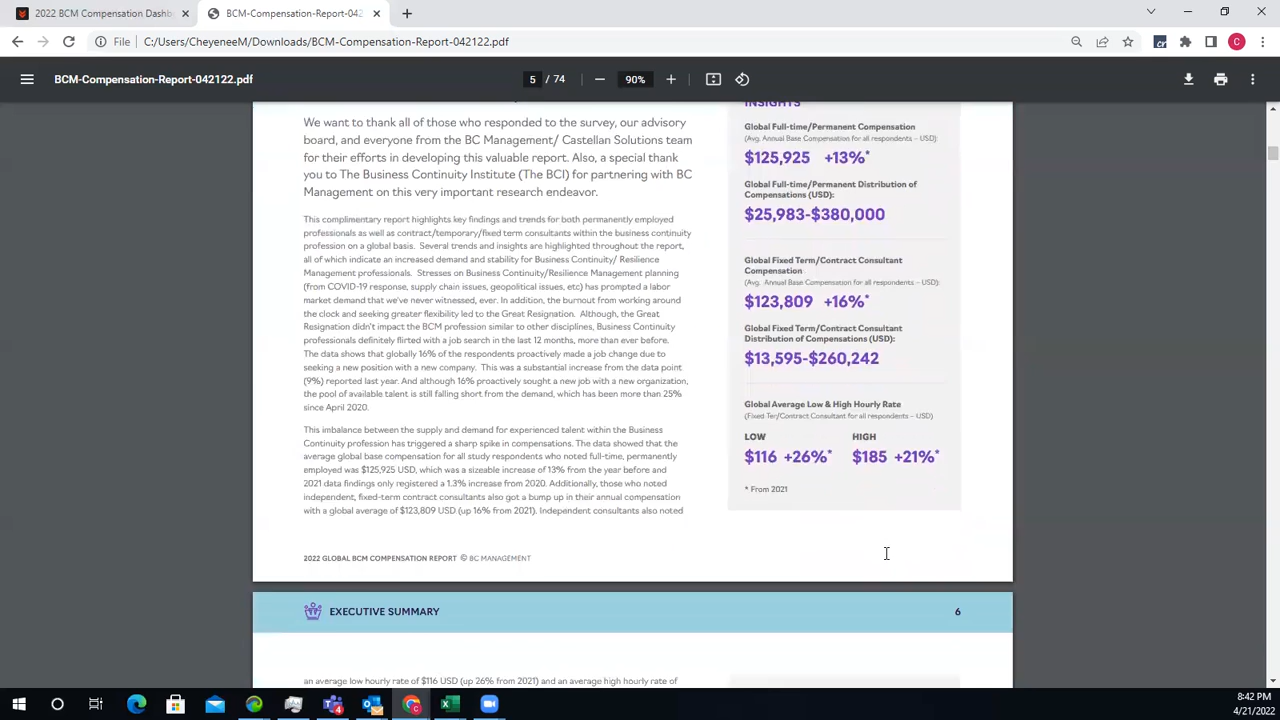 2022 BCM Compensation Dashb
BCM-Compensation-Report-042
File
C:/Users/CheyeneeM/Downloads/BCM-Compensation-Report-042122.pdf
C
BCM-Compensation-Report-042122.pdf
5 / 74
90%
INSIGHTS
We want to thank all of those who responded to the survey, our advisory
board, and everyone from the BC Management/ Castellan Solutions team
for their efforts in developing this valuable report. Also, a special thank
you to The Business Continuity Institute (The BCI) for partnering with BC
Management on this very important research endeavor.
This complimentary report highlights key findings and trends for both permanently employed
professionals as well as contract/temporary/fixed term consultants within the business continuity
profession on a global basis. Several trends and insights are highlighted throughout the report,
all of which indicate an increased demand and stability for Business Continuity/ Resilience
Management professionals. Stresses on Business Continuity/Resilience Management planning
(from COVID-19 response, supply chain issues, geopolitical issues, etc) has prompted a labor
market demand that we've never witnessed, ever. In addition, the burnout from working around
the clock and seeking greater flexibility led to the Great Resignation. Although, the Great
Resignation didn't impact the BCM profession similar to other disciplines, Business Continuity
professionals definitely flirted with a job search in the last 12 months, more than ever before.
The data shows that globally 16% of the respondents proactively made a job change due to
seeking a new position with a new company. This was a substantial increase from the data point
(9%) reported last year. And although 16% proactively sought a new job with a new organization,
the pool of available talent is still falling short from the demand, which has been more than 25%
since April 2020.
This imbalance between the supply and demand for experienced talent within the Business
Continuity profession has triggered a sharp spike in compensations. The data showed that the
average global base compensation for all study respondents who noted full-time, permanently
employed was $125,925 USD, which was a sizeable increase of 13% from the year before and
2021 data findings only registered a 1.3% increase from 2020. Additionally, those who noted
independent, fixed-term contract consultants also got a bump up in their annual compensation
with a global average of $123,809 USD (up 16% from 2021). Independent consultants also noted
Global Full-time/Permanent Compensation
(Avg. Annual Base Compensation for all respondents – USD):
$125,925 +13%*
Global Full-time/Permanent Distribution of
Compensations (USD):
$25,983-$380,000
Global Fixed Term/Contract Consultant
Compensation
(Avg. Annual Base Compensation for all respondents – USD):
$123,809 +16%*
Global Fixed Term/Contract Consultant
Distribution of Compensations (USD):
$13,595-$260,242
Global Average Low & High Hourly Rate
(Fixed Ter/Contract Consultant for all respondents – USD)
LOW HIGH
$116 +26%* $185 +21%*
* From 2021
2022 GLOBAL BCM COMPENSATION REPORT © BC MANAGEMENT
EXECUTIVE SUMMARY 6
an average low hourly rate of $116 USD (up 26% from 2021) and an average high hourly rate of
8:42 PM
4/21/2022